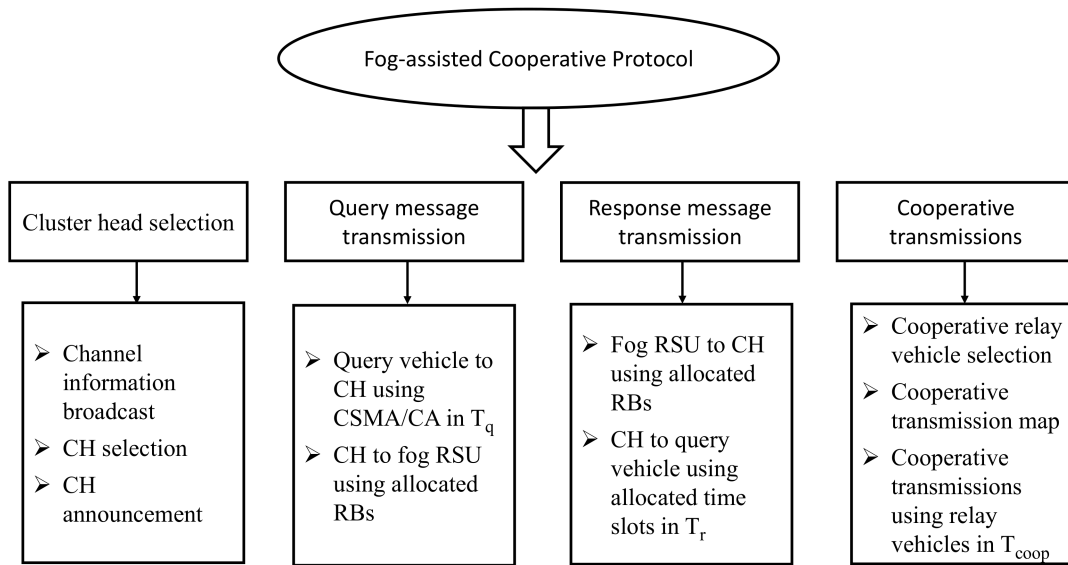 Fog-assisted Cooperative Protocol
Cluster head selection
Query message
transmission
Response message
transmission
Cooperative
transmissions
➢ Channel
information
broadcast
➢ CH selection
➢ CH
announcement
➢ Query vehicle to
CH using
CSMA/CA in T_q
➢ CH to fog RSU
using allocated
RBs
➢ Fog RSU to CH
using allocated
RBs
➢ CH to query
vehicle using
allocated time
slots in T_r
➢ Cooperative relay
vehicle selection
➢ Cooperative
transmission map
➢ Cooperative
transmissions
using relay
vehicles in T_coop